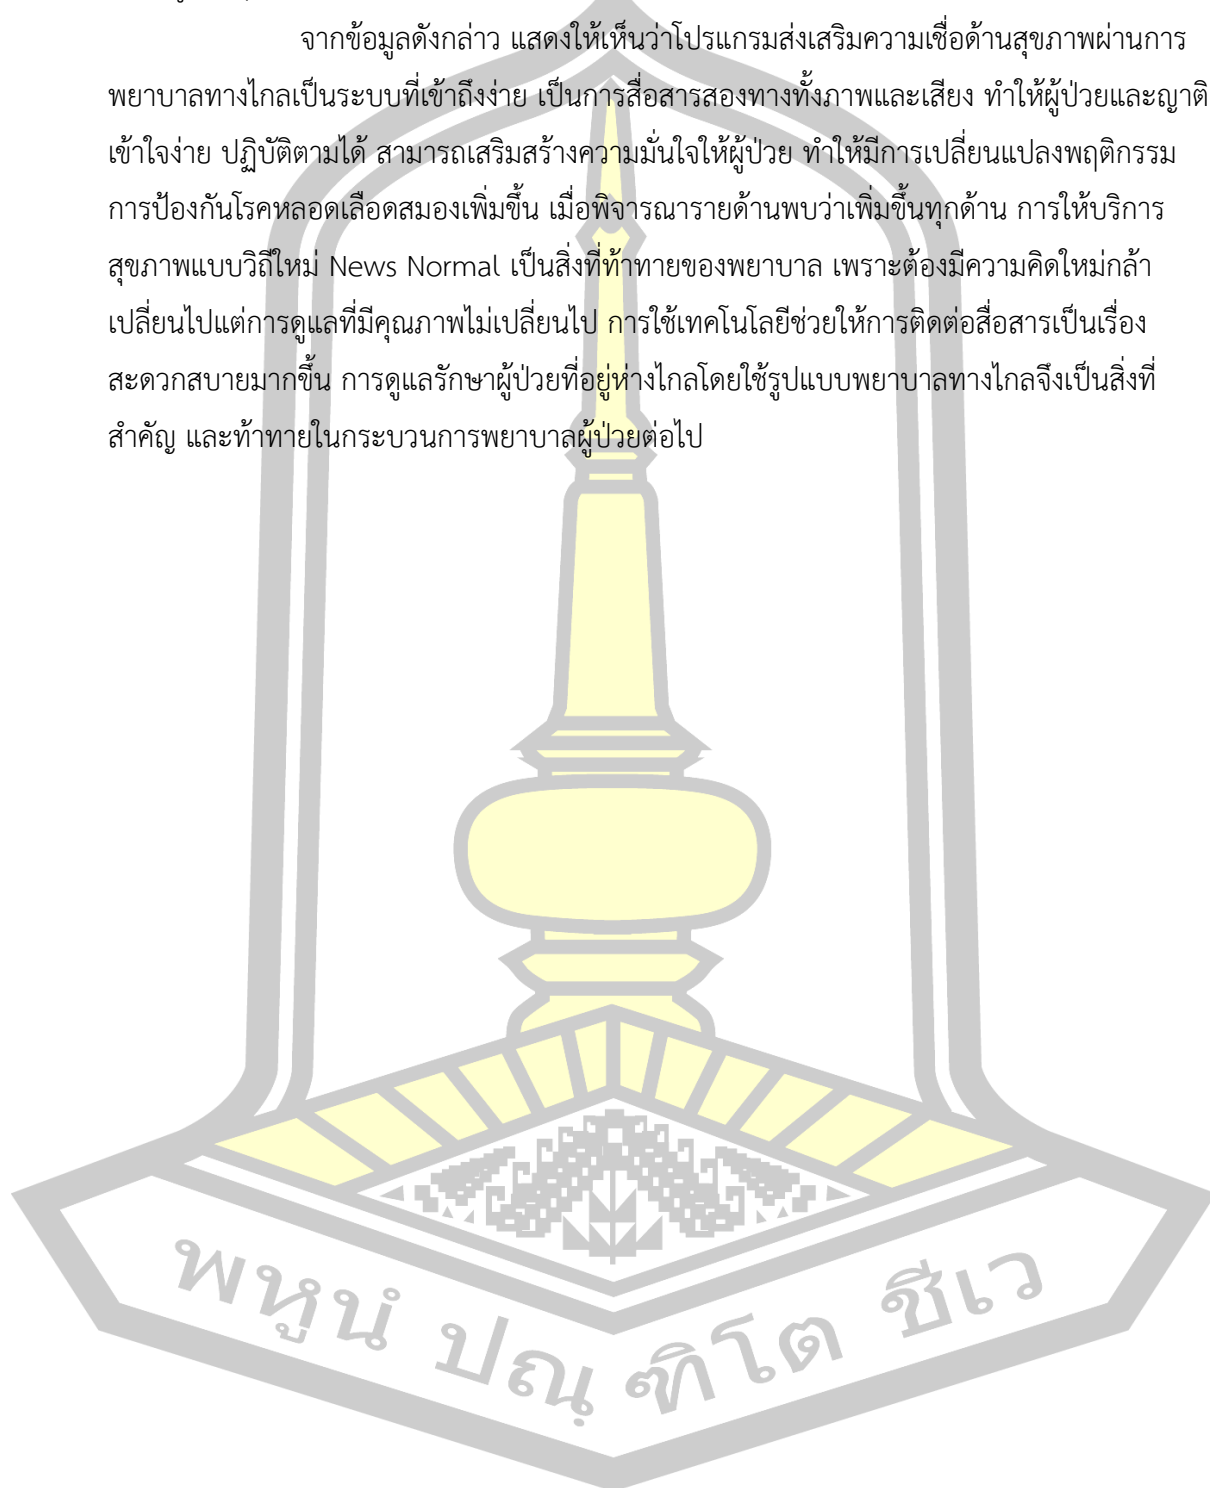 จากข้อมูลดังกล่าว แสดงให้เห็นว่าโปรแกรมส่งเสริมความเชื่อด้านสุขภาพผ่านการ
พยาบาลทางไกลเป็นระบบที่เข้าถึงง่าย เป็นการสื่อสารสองทางทั้งภาพและเสียง ทำให้ผู้ป่วยและญาติ
เข้าใจง่าย ปฏิบัติตามได้ สามารถเสริมสร้างความมั่นใจให้ผู้ป่วย ทำให้มีการเปลี่ยนแปลงพฤติกรรม
การป้องกันโรคหลอดเลือดสมองเพิ่มขึ้น เมื่อพิจารณารายด้านพบว่าเพิ่มขึ้นทุกด้าน การให้บริการ
สุขภาพแบบวิถีใหม่ News Normal เป็นสิ่งที่ท้าทายของพยาบาล เพราะต้องมีความคิดใหม่กล้า
เปลี่ยนไปแต่การดูแลที่มีคุณภาพไม่เปลี่ยนไป การใช้เทคโนโลยีช่วยให้การติดต่อสื่อสารเป็นเรื่อง
สะดวกสบายมากขึ้น การดูแลรักษาผู้ป่วยที่อยู่ห่างไกลโดยใช้รูปแบบพยาบาลทางไกลจึงเป็นสิ่งที่
สำคัญ และท้าทายในกระบวนการพยาบาลผู้ป่วยต่อไป
พหูนํ ปณฺฑิโต ชีเว